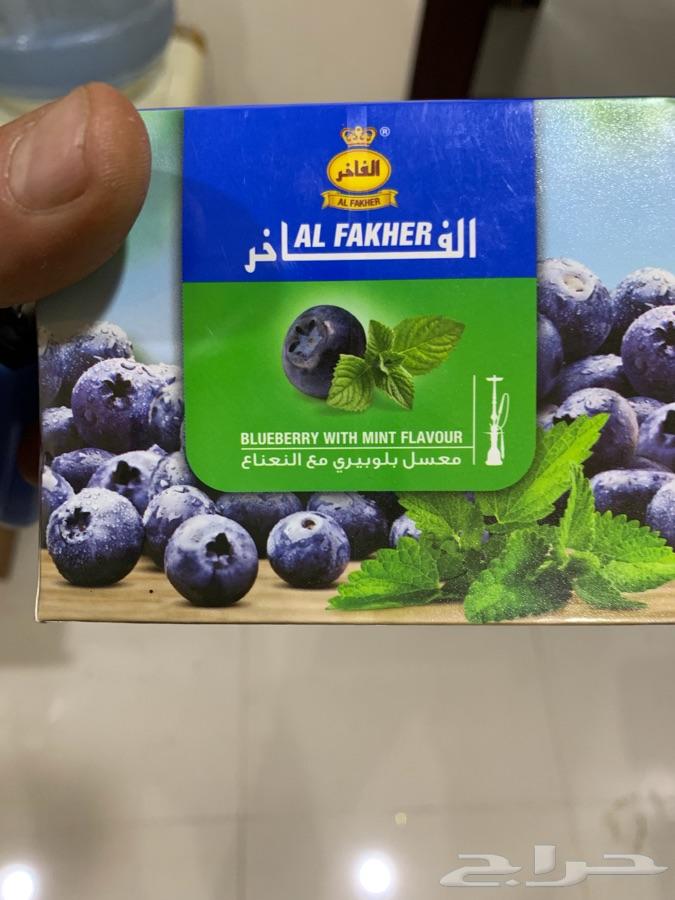 ®
الفاخر
AL FAKHER
الفاخر
AL FAKHER
BLUEBERRY WITH MINT FLAVOUR
معسل بلوبيري مع النعناع
حراج